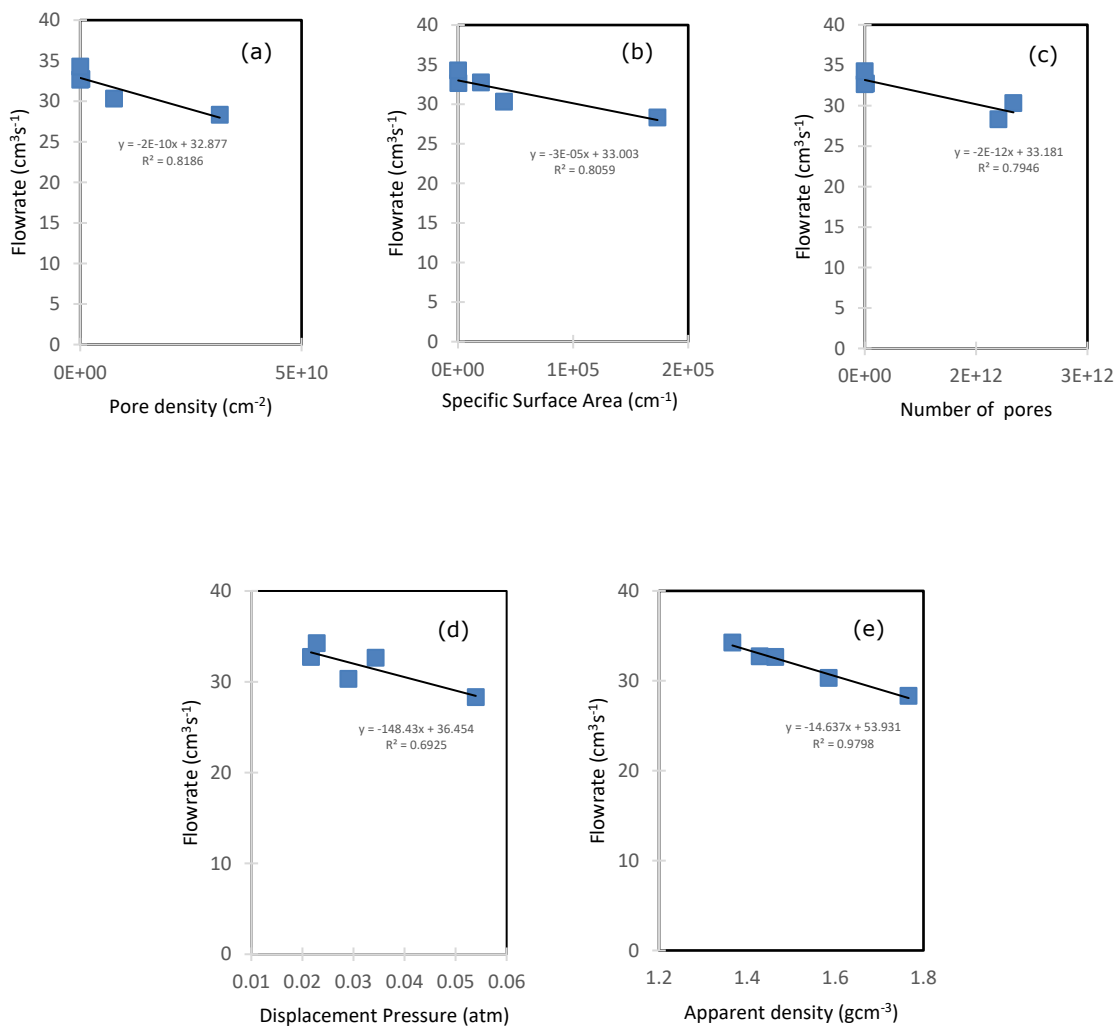 (a)
40
35
30
25
20
15
10
5
0
Flowrate (cm³s⁻¹)
y = -2E-10x + 32.877
R² = 0.8186
0E+00 5E+10
Pore density (cm⁻²)
(b)
40
35
30
25
20
15
10
5
0
Flowrate (cm³s⁻¹)
y = -3E-05x + 33.003
R² = 0.8059
0E+00 1E+05 2E+05
Specific Surface Area (cm⁻¹)
(c)
40
35
30
25
20
15
10
5
0
Flowrate (cm³s⁻¹)
y = -2E-12x + 33.181
R² = 0.7946
0E+00 2E+12 3E+12
Number of pores
(d)
40
30
20
10
0
Flowrate (cm³s⁻¹)
y = -148.43x + 36.454
R² = 0.6925
0.01 0.02 0.03 0.04 0.05 0.06
Displacement Pressure (atm)
(e)
40
30
20
10
0
Flowrate (cm³s⁻¹)
y = -14.637x + 53.931
R² = 0.9798
1.2 1.4 1.6 1.8
Apparent density (gcm⁻³)